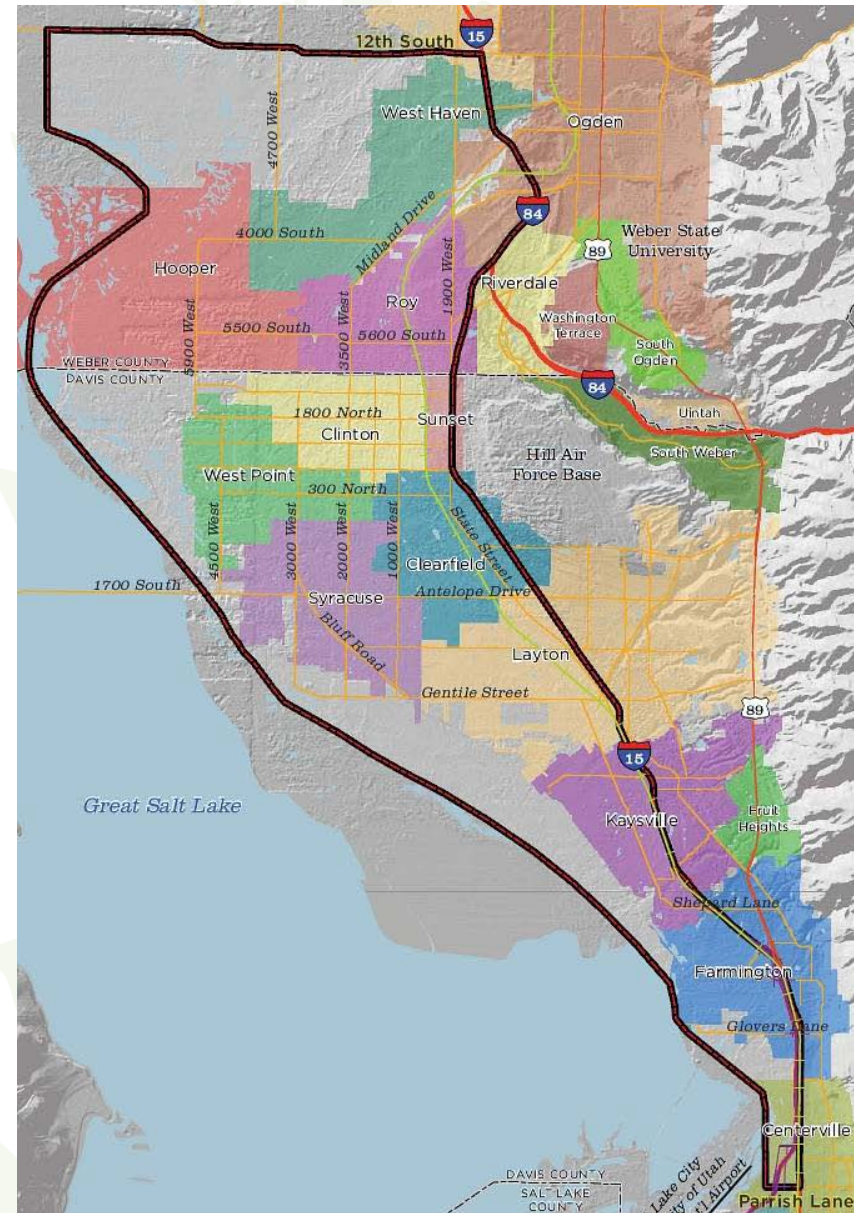 15
12th South
West Haven
4700 West
Ogden
84
Weber State
University
89
4000 South
Midland Drive
1900 West
Hooper
Riverdale
Roy
Washington
Terrace
5900 West
5500 South
3500 West
5600 South
South
Ogden
WEBER COUNTY
DAVIS COUNTY
84
1800 North
Sunset
Uintah
Clinton
South Weber
West Point
Hill Air
Force Base
300 North
4500 West
3000 West
2000 West
1000 West
State Street
Clearfield
1700 South
Syracuse
Antelope Drive
Bluff Road
Layton
Gentile Street
89
15
Great Salt Lake
Kaysville
Fruit
Heights
Shepard Lane
Farmington
Glovers Lane
Centerville
DAVIS COUNTY
SALT LAKE
COUNTY
Lake City
of Utah
Airport
Parrish Lane